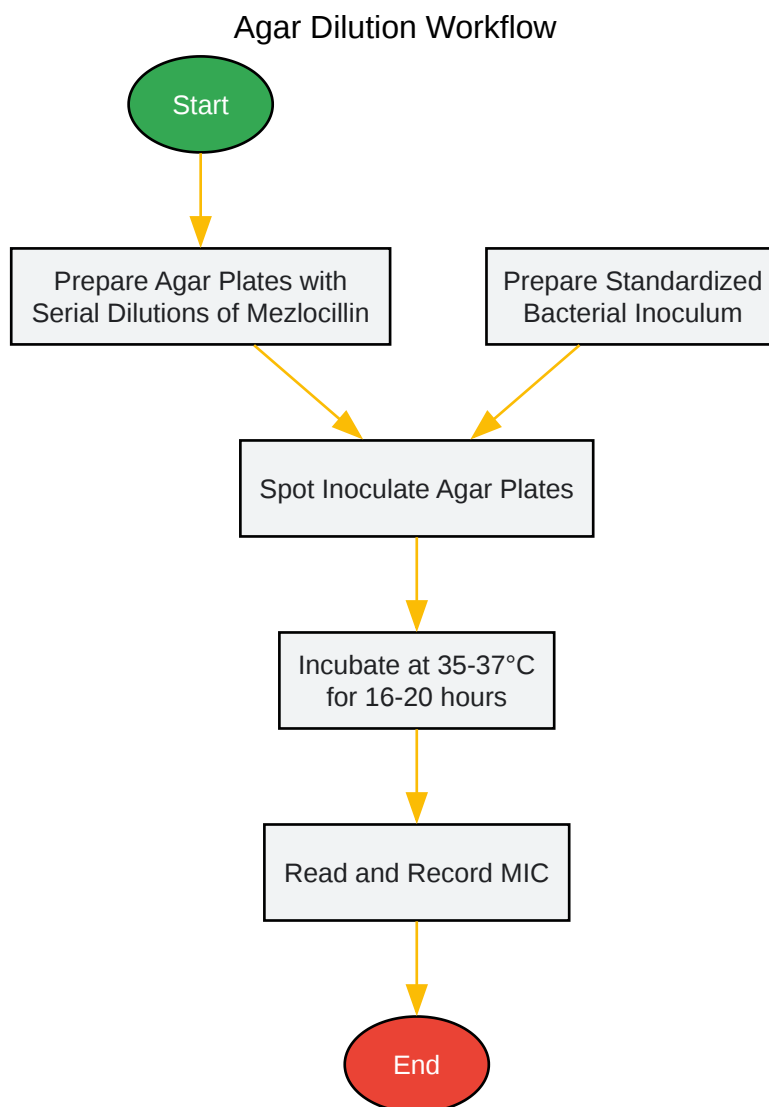 Agar Dilution Workflow
Start
Prepare Agar Plates with
Serial Dilutions of Mezlocillin
Prepare Standardized
Bacterial Inoculum
Spot Inoculate Agar Plates
Incubate at 35-37°C
for 16-20 hours
Read and Record MIC
End